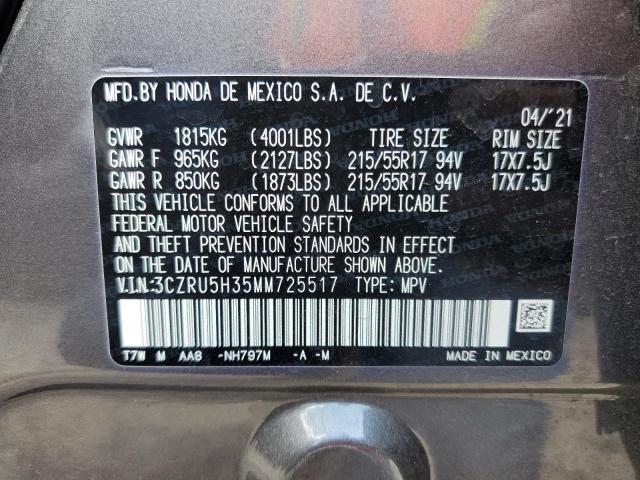 MFD.BY HONDA DE MEXICO S.A. DE C.V.
04/'21
GVWR 1815KG (4001LBS) TIRE SIZE RIM SIZE
GAWR F 965KG (2127LBS) 215/55R17 94V 17X7.5J
GAWR R 850KG (1873LBS) 215/55R17 94V 17X7.5J
THIS VEHICLE CONFORMS TO ALL APPLICABLE
FEDERAL MOTOR VEHICLE SAFETY
AND THEFT PREVENTION STANDARDS IN EFFECT
ON THE DATE OF MANUFACTURE SHOWN ABOVE.
V.I.N:3CZRU5H35MM725517 TYPE: MPV
T7W M AA8 -NH797M -A -M MADE IN MEXICO